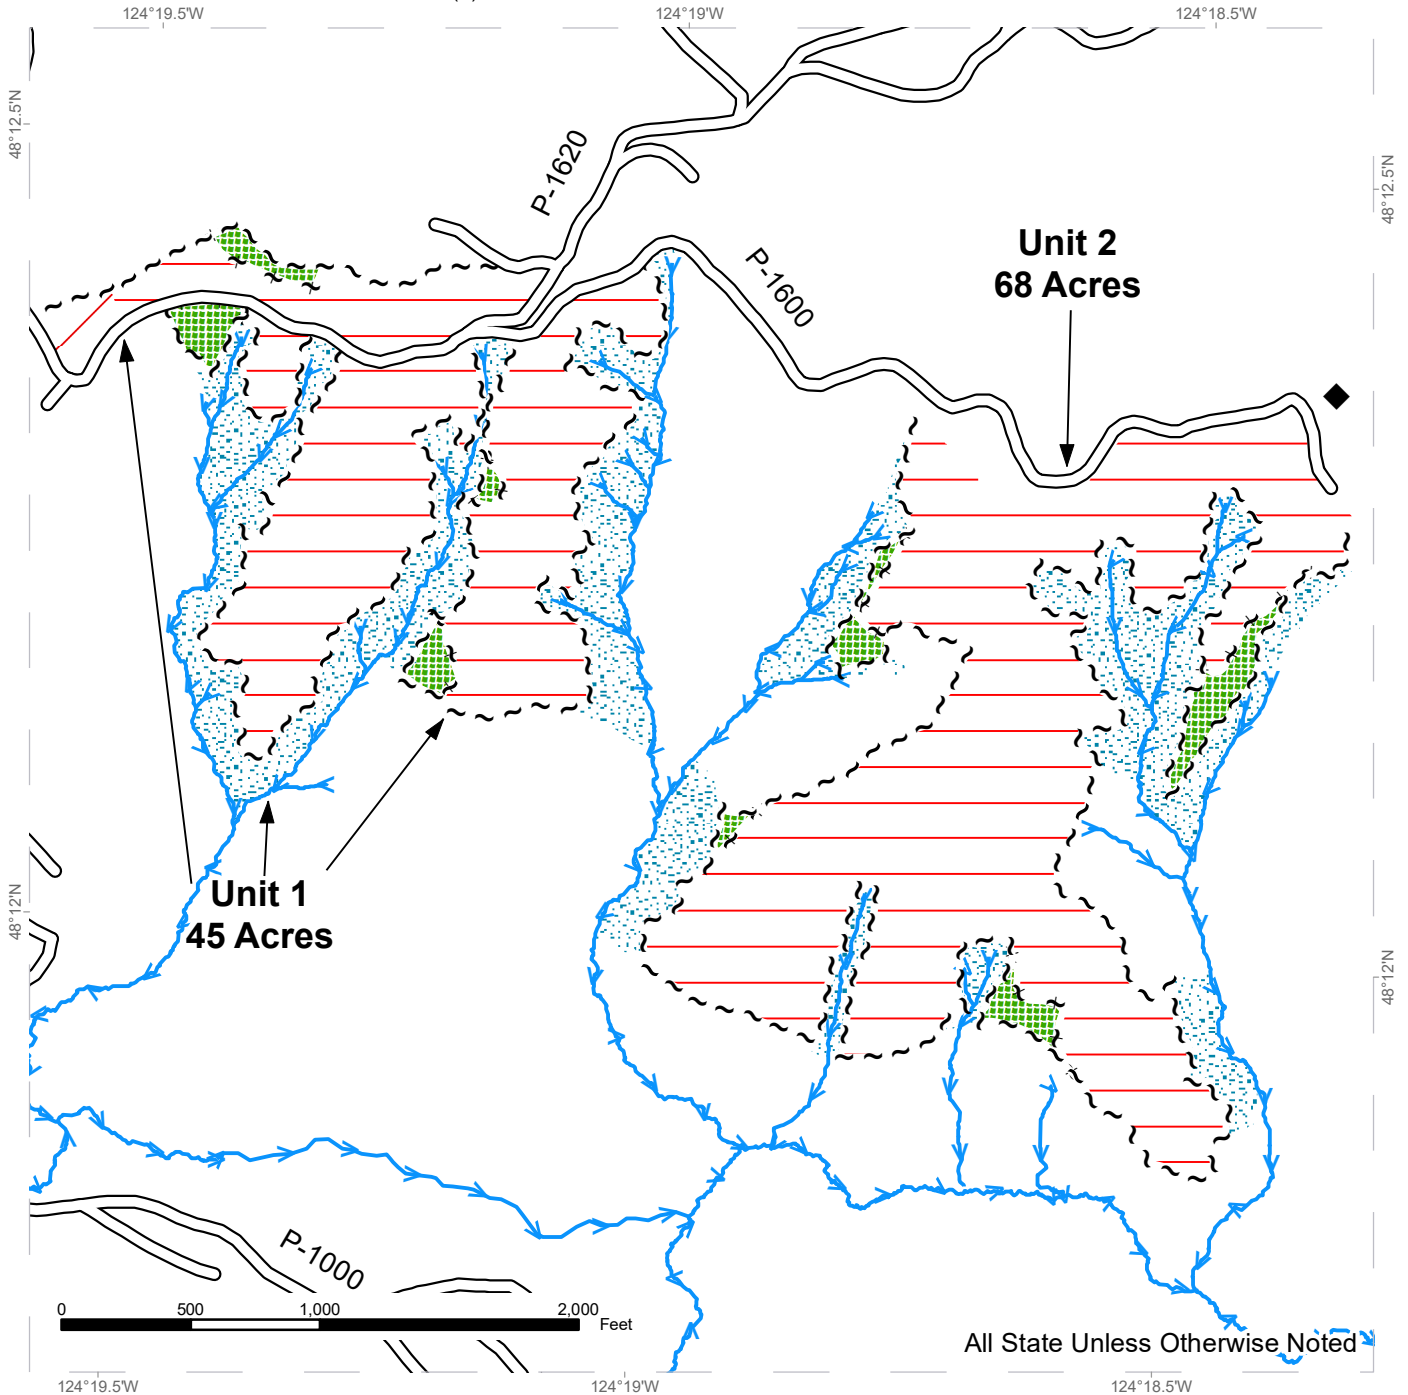 124°19.5'W
124°19'W
124°18.5'W
48°12.5'N
48°12.5'N
P-1620
P-1600
Unit 2
68 Acres
Unit 1
45 Acres
48°12'N
48°12'N
P-1000
0
500
1,000
2,000
Feet
All State Unless Otherwise Noted
124°19.5'W
124°19'W
124°18.5'W